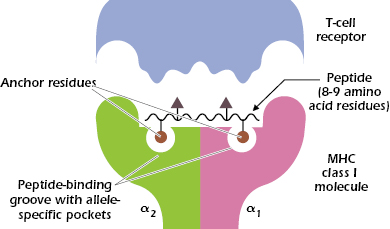 T-cell
receptor
Anchor residues
Peptide
(8-9 amino
acid residues)
MHC
class I
molecule
Peptide-binding
groove with allele-
specific pockets
α2
α1